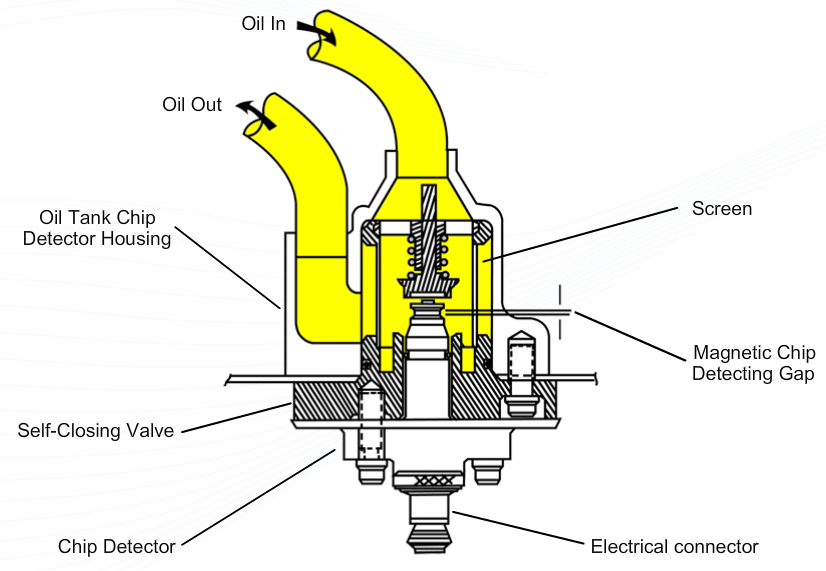 Oil In
Oil Out
Oil Tank Chip
Detector Housing
Screen
Magnetic Chip
Detecting Gap
Self-Closing Valve
Chip Detector
Electrical connector